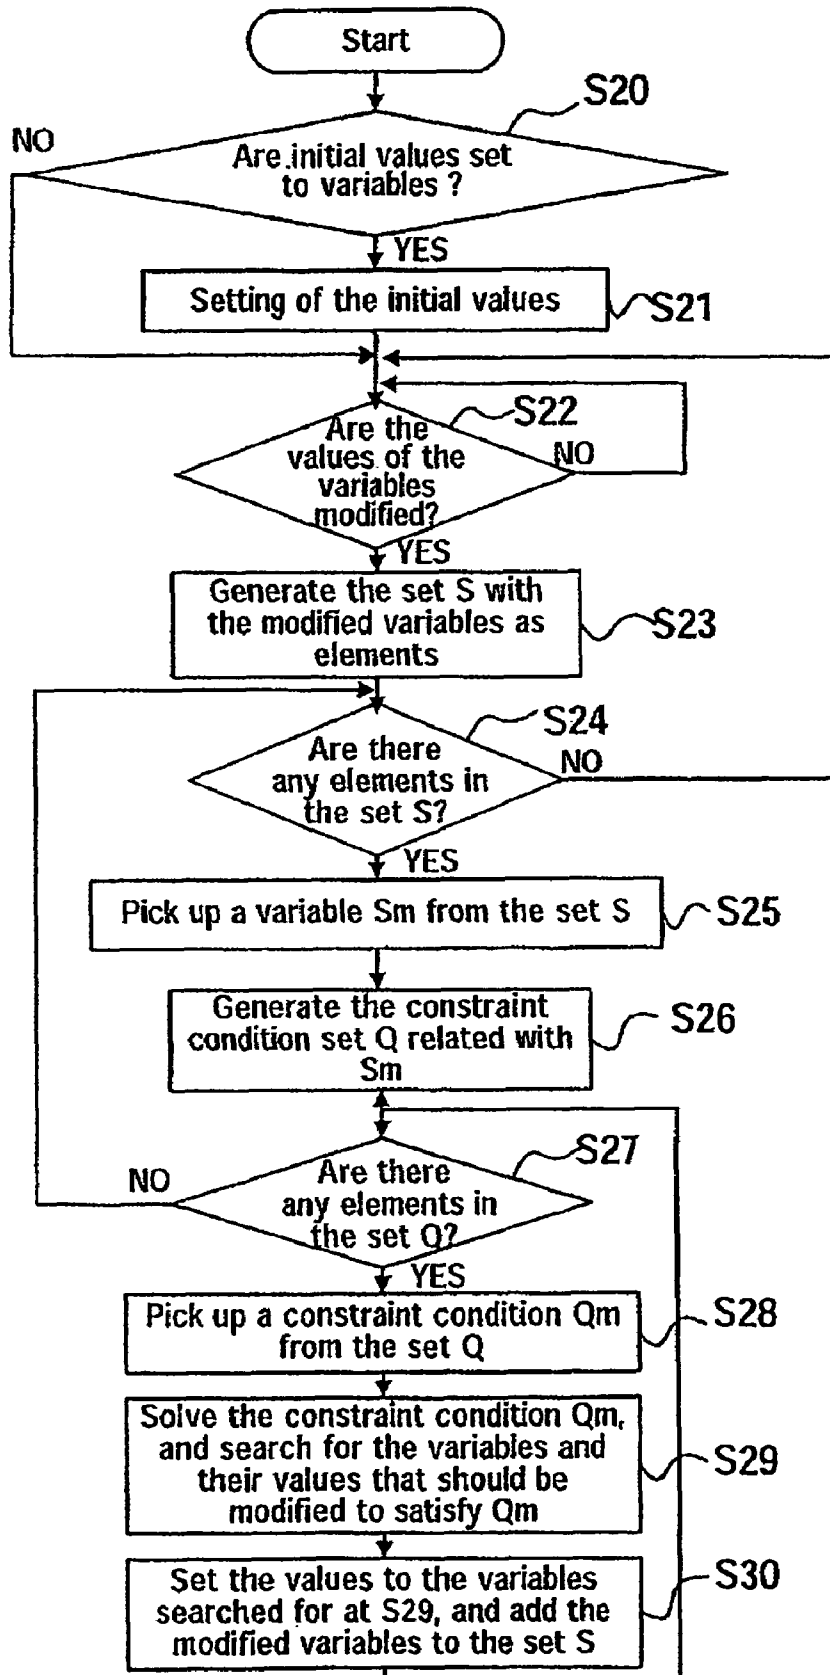 Start
S20
NO
Are initial values set
to variables ?
YES
Setting of the initial values
S21
S22
Are the
values of the
variables
modified?
NO
YES
Generate the set S with
the modified variables as
elements
S23
S24
Are there
any elements in
the set S?
NO
YES
Pick up a variable Sm from the set S
S25
Generate the constraint
condition set Q related with
Sm
S26
S27
NO
Are there
any elements in
the set Q?
YES
Pick up a constraint condition Qm
from the set Q
S28
Solve the constraint condition Qm,
and search for the variables and
their values that should be
modified to satisfy Qm
S29
Set the values to the variables
searched for at S29, and add the
modified variables to the set S
S30